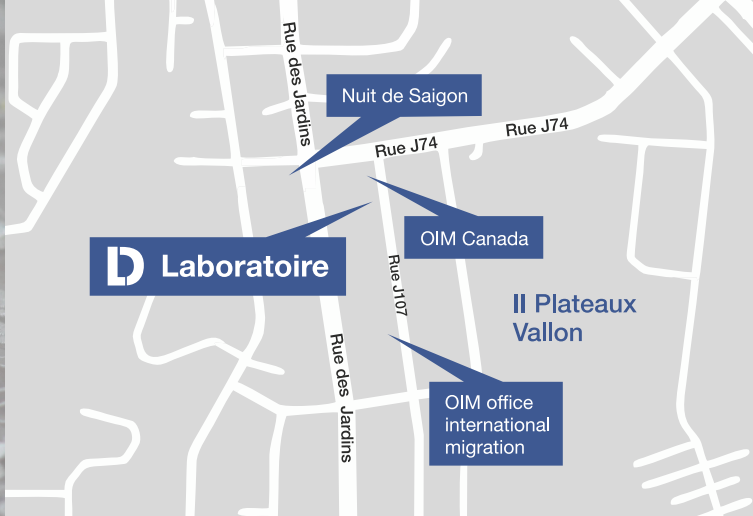 Rue des Jardins
Nuit de Saigon
Rue J74
Rue J74
OIM Canada
LD Laboratoire
Rue J107
II Plateaux
Vallon
Rue des Jardins
OIM office
international
migration